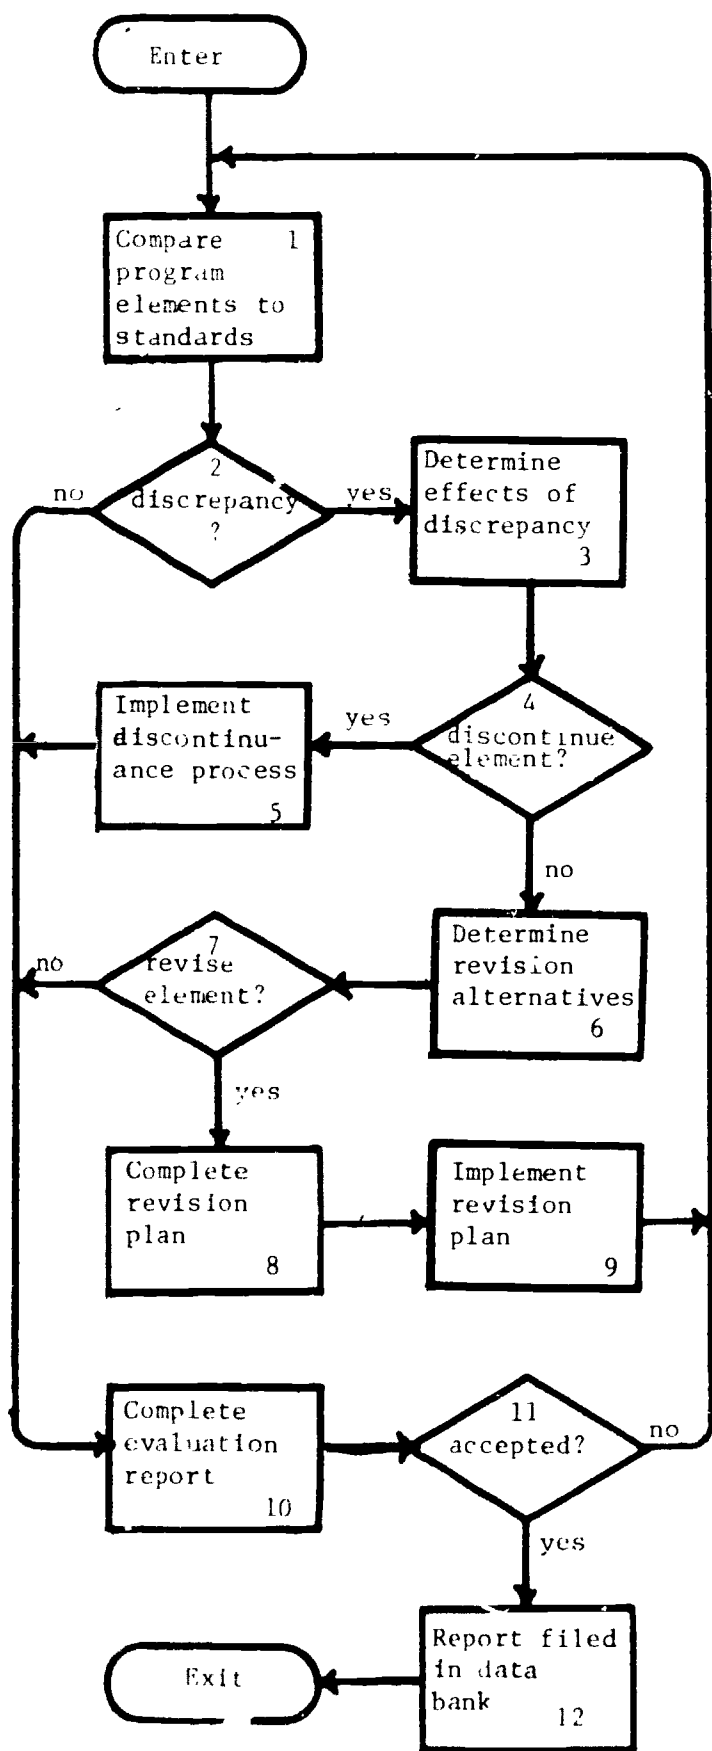 Enter
Compare 1
program
elements to
standards
2
discrepancy
?
no
yes
Determine
effects of
discrepancy
3
4
discontinue
element?
yes
Implement
discontinu-
ance process
5
no
Determine
revision
alternatives
6
7
revise
element?
no
yes
Complete
revision
plan
8
Implement
revision
plan
9
Complete
evaluation
report
10
11
accepted?
no
yes
Report filed
in data
bank
12
Exit